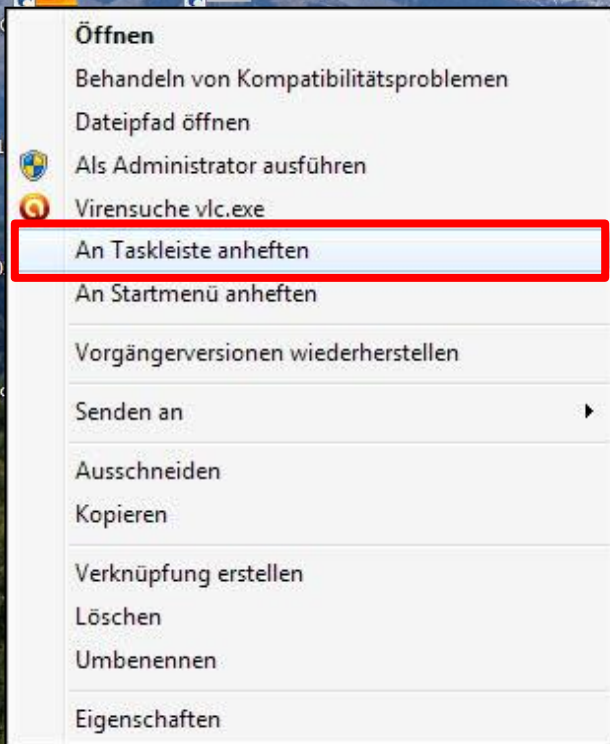 Öffnen
Behandeln von Kompatibilitätsproblemen
Dateipfad öffnen
Als Administrator ausführen
Virensuche vlc.exe
An Taskleiste anheften
An Startmenü anheften
Vorgängerversionen wiederherstellen
Senden an
Ausschneiden
Kopieren
Verknüpfung erstellen
Löschen
Umbenennen
Eigenschaften